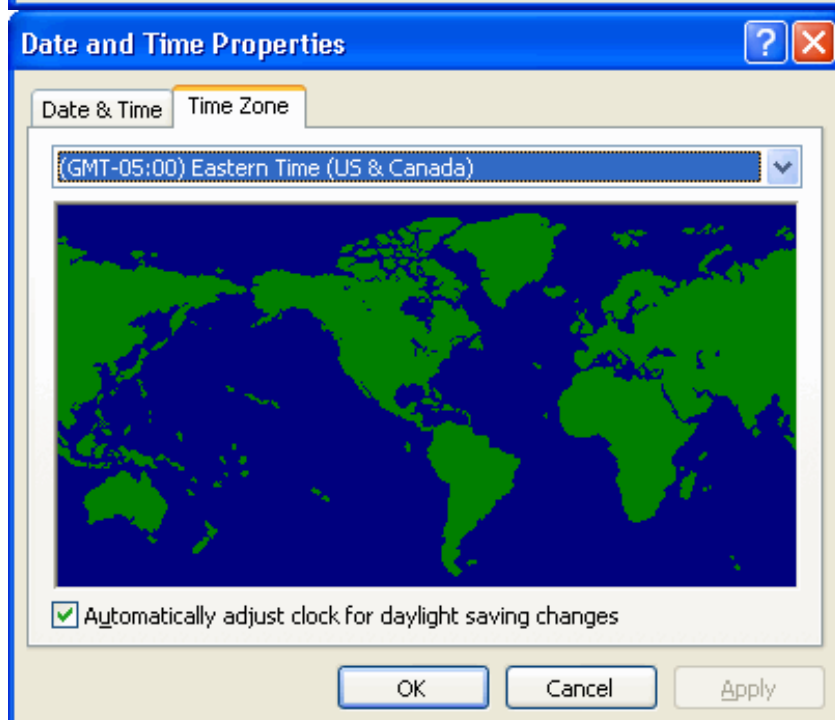 Date and Time Properties
Date & Time
Time Zone
(GMT-05:00) Eastern Time (US & Canada)
Automatically adjust clock for daylight saving changes
OK
Cancel
Apply